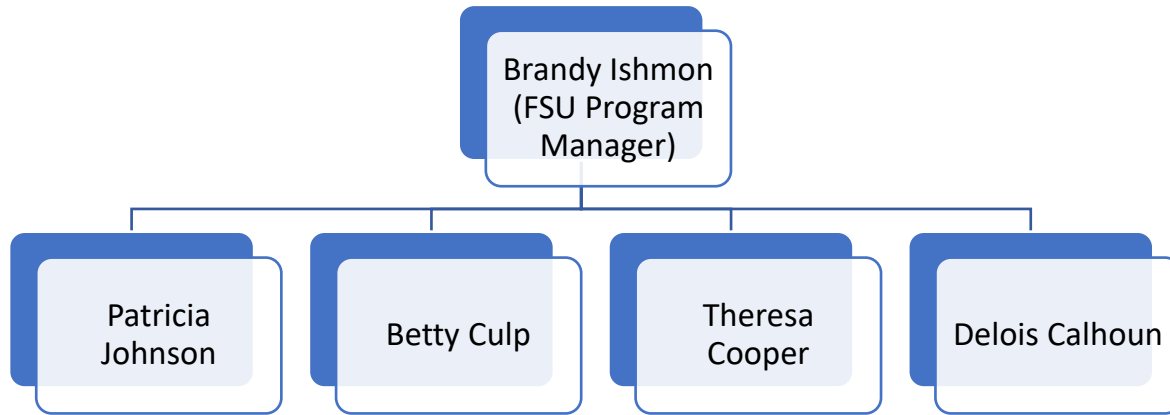 Brandy Ishmon
(FSU Program
Manager)
Patricia
Johnson
Betty Culp
Theresa
Cooper
Delois Calhoun